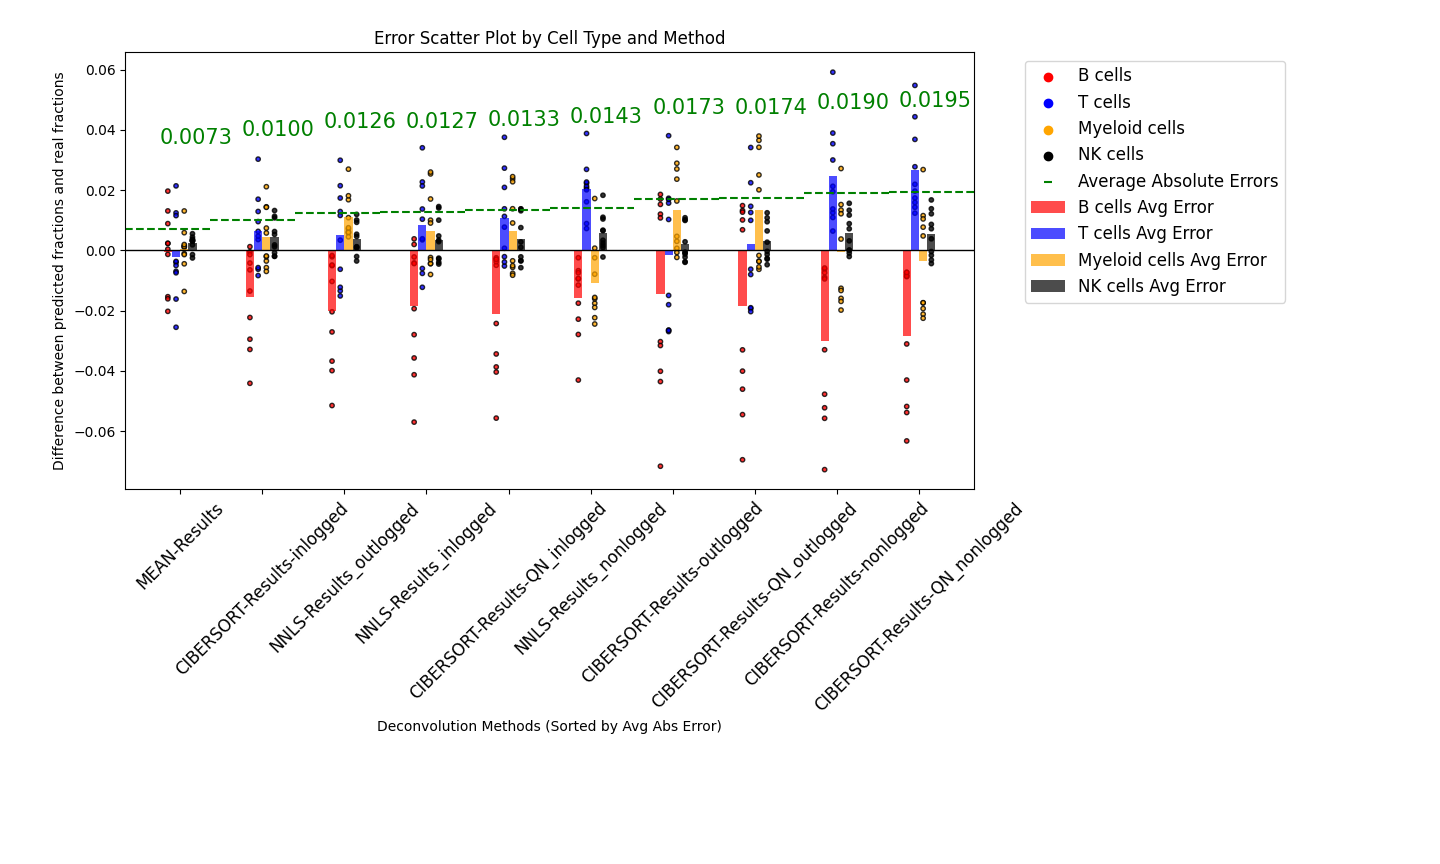 Error Scatter Plot by Cell Type and Method
Difference between predicted fractions and real fractions
0.06
0.04
0.02
0.00
−0.02
−0.04
−0.06
0.0073
0.0100
0.0126
0.0127
0.0133
0.0143
0.0173
0.0174
0.0190
0.0195
MEAN-Results
CIBERSORT-Results-inlogged
NNLS-Results_outlogged
NNLS-Results_inlogged
CIBERSORT-Results-QN_inlogged
NNLS-Results_nonlogged
CIBERSORT-Results-outlogged
CIBERSORT-Results-QN_outlogged
CIBERSORT-Results-nonlogged
CIBERSORT-Results-QN_nonlogged
Deconvolution Methods (Sorted by Avg Abs Error)
B cells
T cells
Myeloid cells
NK cells
Average Absolute Errors
B cells Avg Error
T cells Avg Error
Myeloid cells Avg Error
NK cells Avg Error